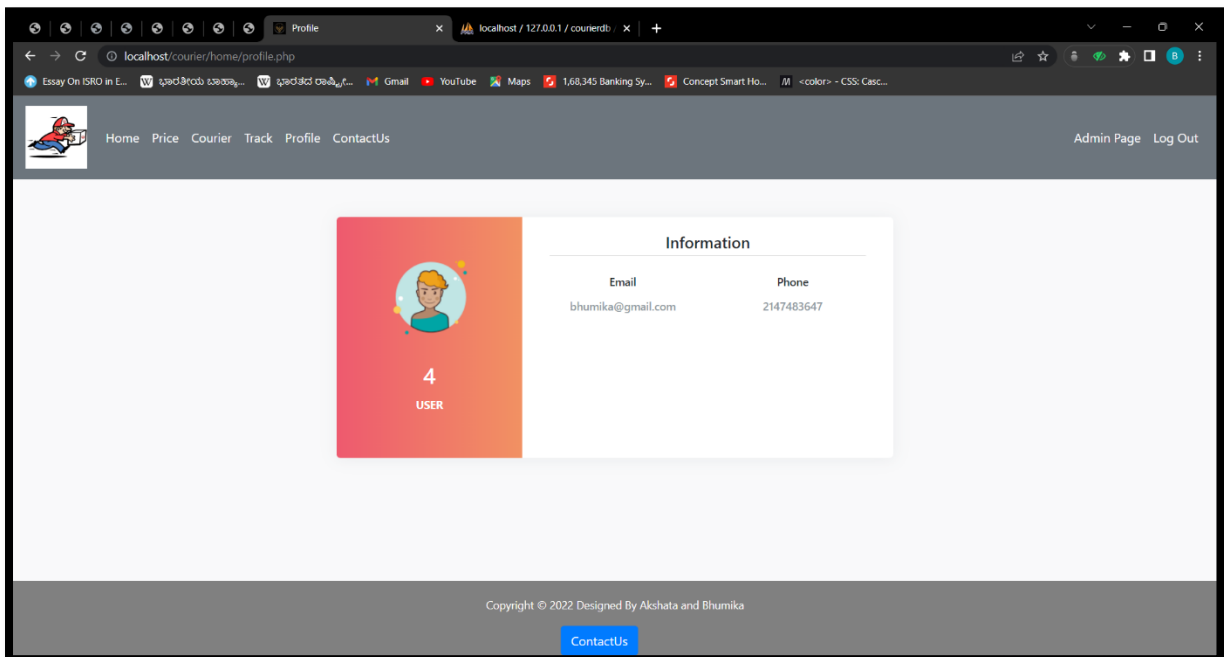 Profile
localhost / 127.0.0.1 / courierdb /
localhost/courier/home/profile.php
B
Essay On ISRO in E... ಭಾರತೀಯ ಬಾಹ್ಯಾ... ಭಾರತದ ರಾಷ್ಟ್ರೀ... Gmail YouTube Maps 1,68,345 Banking Sy... Concept Smart Ho... <color> - CSS: Casc...
Home Price Courier Track Profile ContactUs Admin Page Log Out
Information
Email Phone
bhumika@gmail.com 2147483647
4
USER
Copyright © 2022 Designed By Akshata and Bhumika
ContactUs